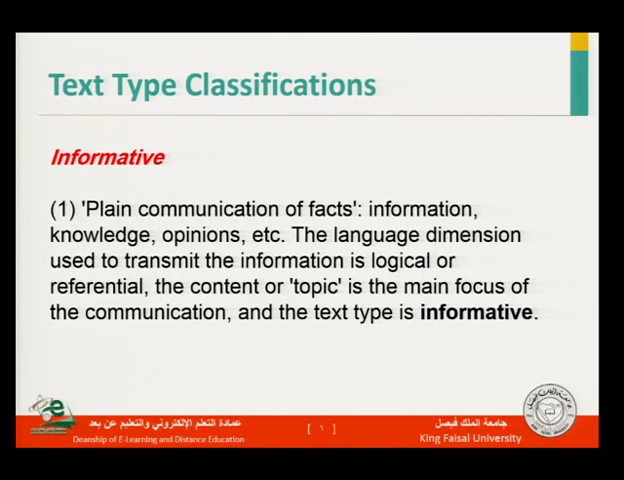 Text Type Classifications
Informative
(1) 'Plain communication of facts': information,
knowledge, opinions, etc. The language dimension
used to transmit the information is logical or
referential, the content or 'topic' is the main focus of
the communication, and the text type is informative.
عمادة التعلم الإلكتروني والتعليم عن بعد
Deanship of E-Learning and Distance Education
[ ١ ]
جامعة الملك فيصل
King Faisal University